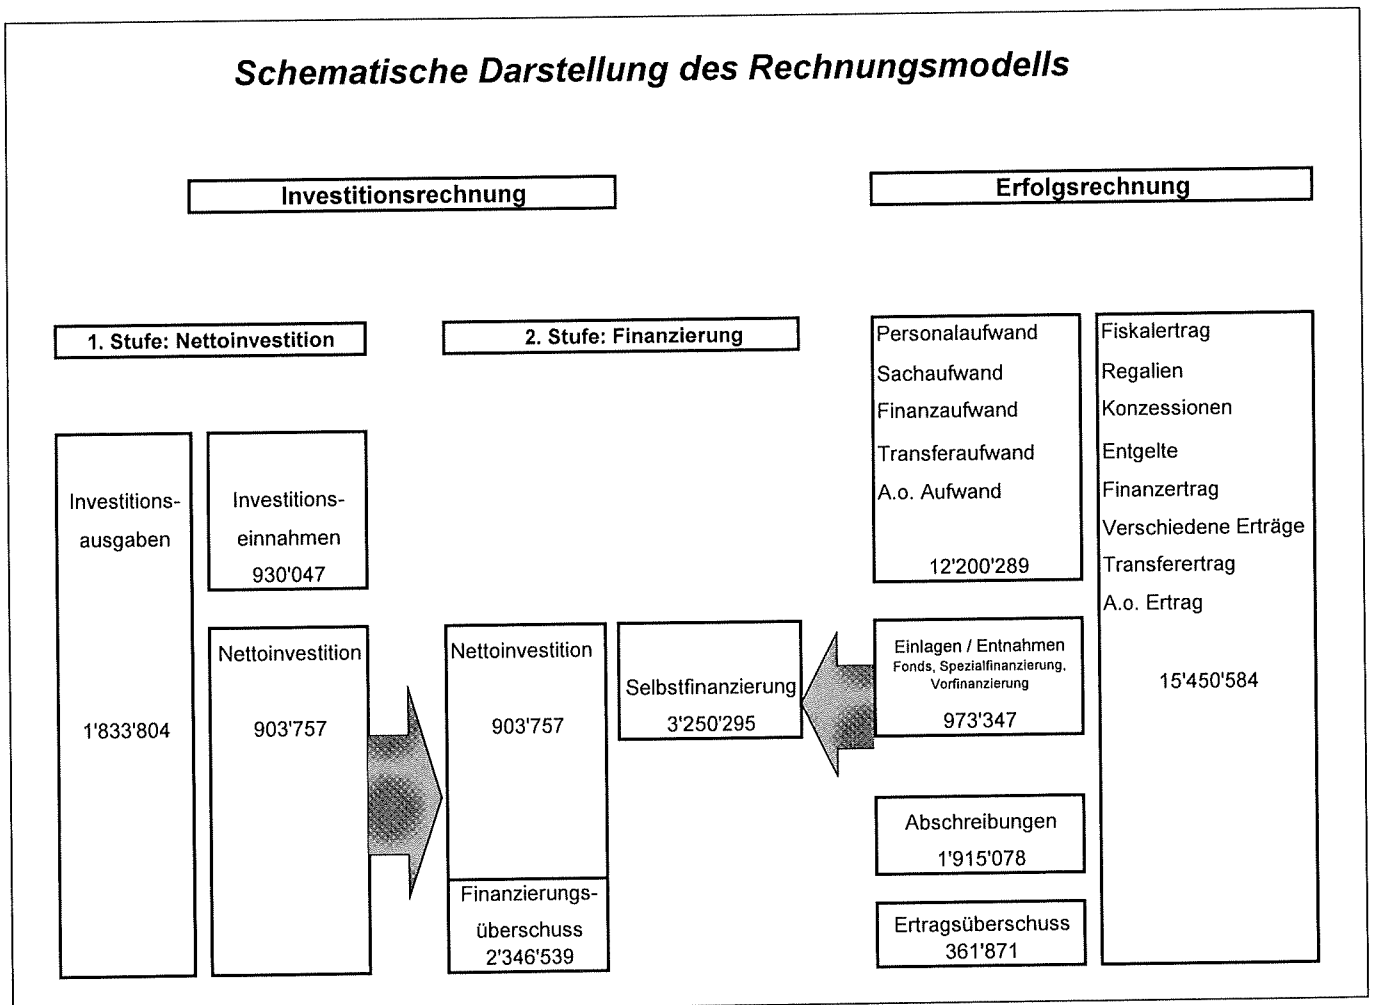 Schematische Darstellung des Rechnungsmodells
Investitionsrechnung
Erfolgsrechnung
1. Stufe: Nettoinvestition
2. Stufe: Finanzierung
Investitions-
ausgaben
1'833'804
Investitions-
einnahmen
930'047
Nettoinvestition
903'757
Nettoinvestition
903'757
Finanzierungs-
überschuss
2'346'539
Selbstfinanzierung
3'250'295
Personalaufwand
Sachaufwand
Finanzaufwand
Transferaufwand
A.o. Aufwand
12'200'289
Einlagen / Entnahmen
Fonds, Spezialfinanzierung,
Vorfinanzierung
973'347
Abschreibungen
1'915'078
Ertragsüberschuss
361'871
Fiskalertrag
Regalien
Konzessionen
Entgelte
Finanzertrag
Verschiedene Erträge
Transferertrag
A.o. Ertrag
15'450'584